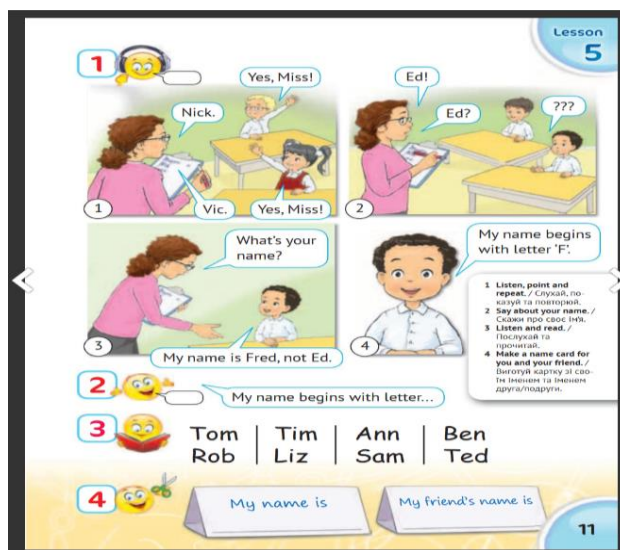 Lesson
5
1
Yes, Miss!
Nick.
Vic.
Yes, Miss!
1
Ed!
Ed?
???
2
What's your
name?
My name is Fred, not Ed.
3
My name begins
with letter 'F'.
4
1 Listen, point and
repeat. / Слухай, по-
казуй та повторюй.
2 Say about your name. /
Скажи про своє ім'я.
3 Listen and read. /
Послухай та
прочитай.
4 Make a name card for
you and your friend. /
Виготуй картку зі сво-
їм іменем та іменем
друга/подруги.
2
My name begins with letter...
3
Tom Tim Ann Ben
Rob Liz Sam Ted
4
My name is
My friend's name is
11